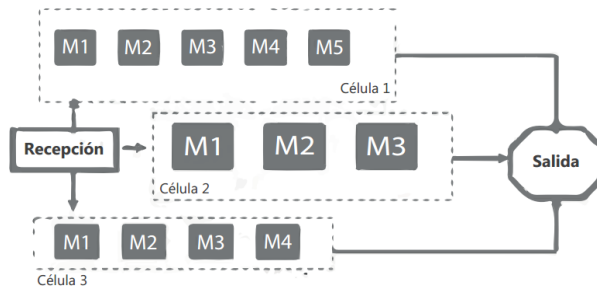 M1 M2 M3 M4 M5
Célula 1
Recepción
M1 M2 M3
Célula 2
Salida
M1 M2 M3 M4
Célula 3